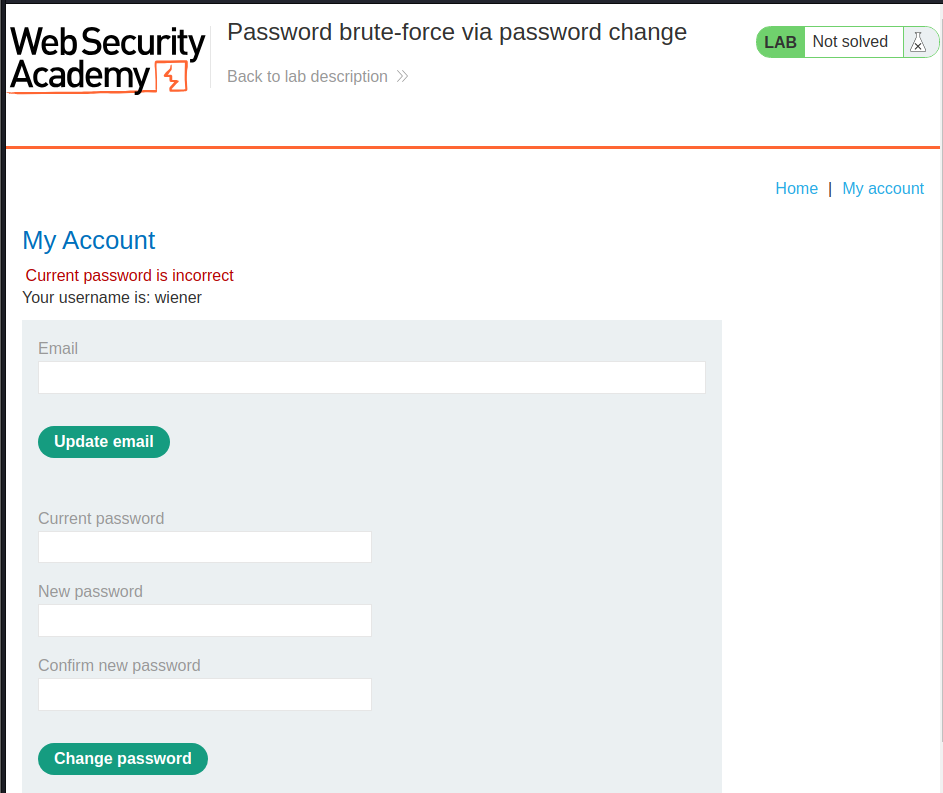 Web Security
Academy
Password brute-force via password change
Back to lab description
LAB Not solved
Home | My account
My Account
Current password is incorrect
Your username is: wiener
Email
Update email
Current password
New password
Confirm new password
Change password